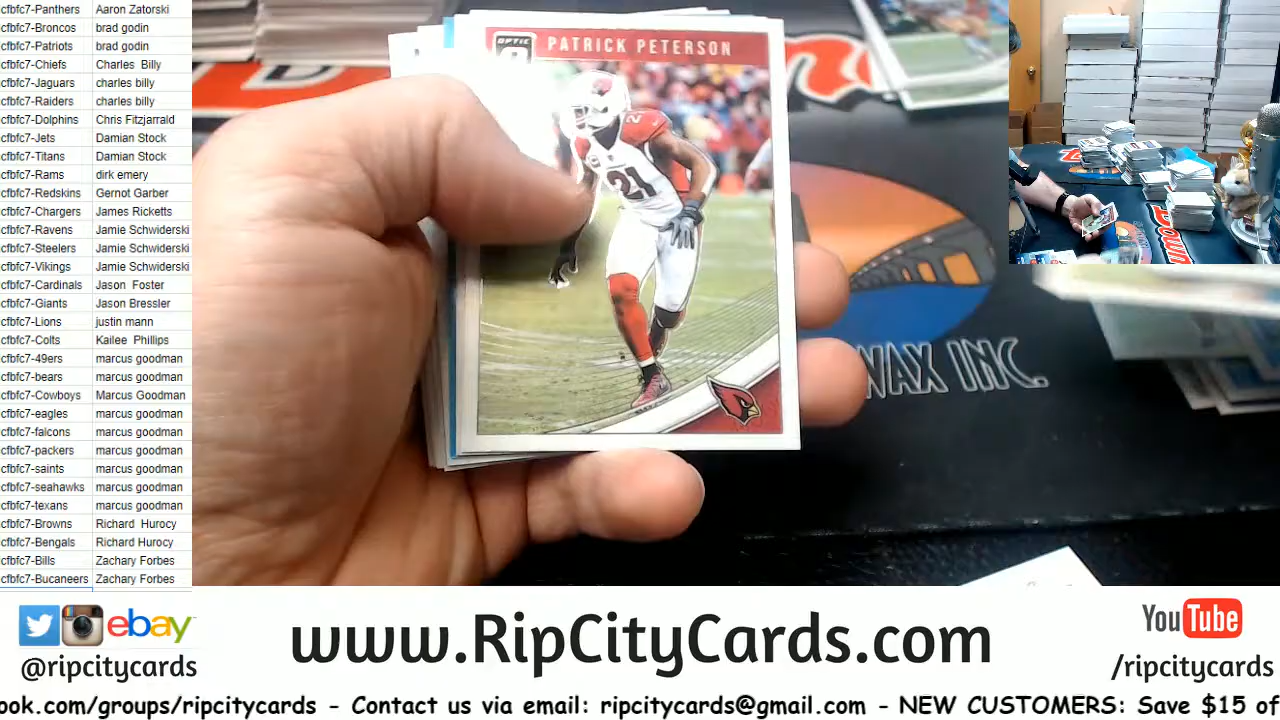 cfbfc7-Panthers Aaron Zatorski
cfbfc7-Broncos brad godin
cfbfc7-Patriots brad godin
cfbfc7-Chiefs Charles Billy
cfbfc7-Jaguars charles billy
cfbfc7-Raiders charles billy
cfbfc7-Dolphins Chris Fitzjarrald
cfbfc7-Jets Damian Stock
cfbfc7-Titans Damian Stock
cfbfc7-Rams dirk emery
cfbfc7-Redskins Gernot Garber
cfbfc7-Chargers James Ricketts
cfbfc7-Ravens Jamie Schwiderski
cfbfc7-Steelers Jamie Schwiderski
cfbfc7-Vikings Jamie Schwiderski
cfbfc7-Cardinals Jason Foster
cfbfc7-Giants Jason Bressler
cfbfc7-Lions justin mann
cfbfc7-Colts Kailee Phillips
cfbfc7-49ers marcus goodman
cfbfc7-bears marcus goodman
cfbfc7-Cowboys Marcus Goodman
cfbfc7-eagles marcus goodman
cfbfc7-falcons marcus goodman
cfbfc7-packers marcus goodman
cfbfc7-saints marcus goodman
cfbfc7-seahawks marcus goodman
cfbfc7-texans marcus goodman
cfbfc7-Browns Richard Hurocy
cfbfc7-Bengals Richard Hurocy
cfbfc7-Bills Zachary Forbes
cfbfc7-Bucaneers Zachary Forbes
OPTIC
PATRICK PETERSON
21
WAX INC.
ebay
@ripcitycards
www.RipCityCards.com
YouTube
/ripcitycards
ook.com/groups/ripcitycards - Contact us via email: ripcitycards@gmail.com - NEW CUSTOMERS: Save $15 of